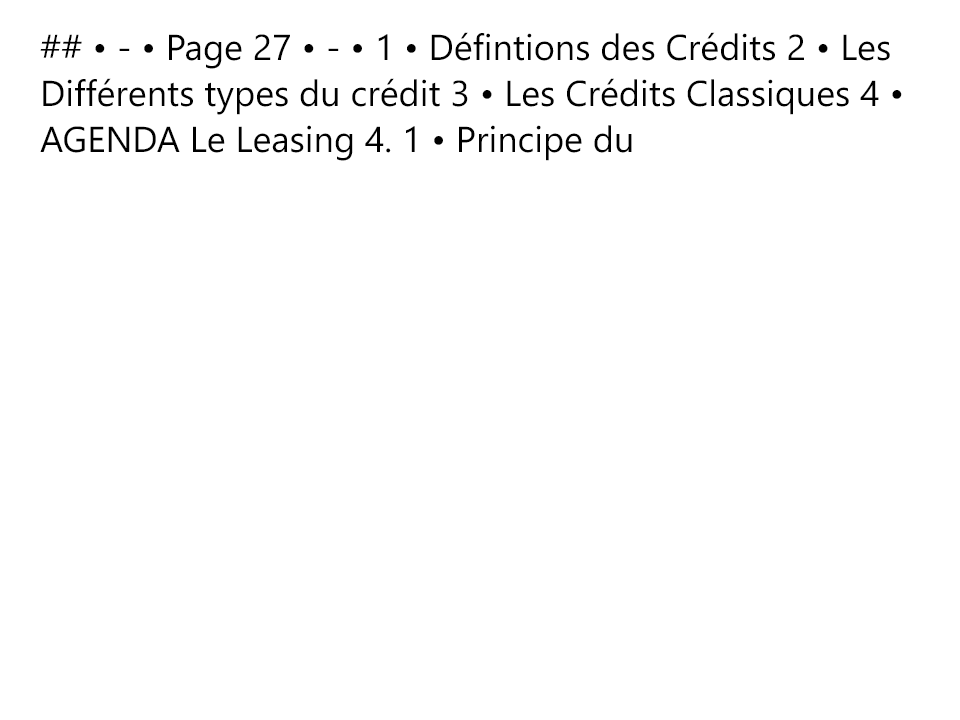 ## • - • Page 27 • - • 1 • Défintions des Crédits 2 • Les
Différents types du crédit 3 • Les Crédits Classiques 4 •
AGENDA Le Leasing 4. 1 • Principe du